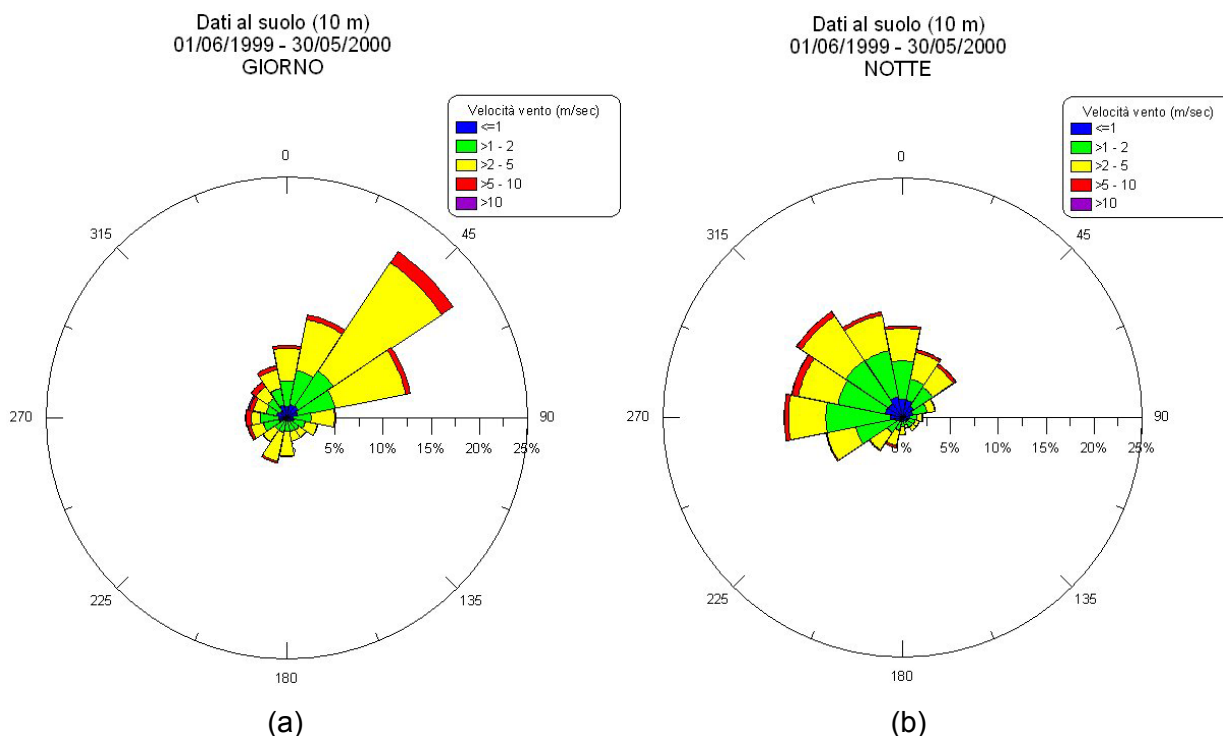 Dati al suolo (10 m)
01/06/1999 - 30/05/2000
GIORNO
Velocità vento (m/sec)
<=1
>1 - 2
>2 - 5
>5 - 10
>10
0
315
45
270
90
5%
10%
15%
20%
25%
225
135
180
(a)
Dati al suolo (10 m)
01/06/1999 - 30/05/2000
NOTTE
Velocità vento (m/sec)
<=1
>1 - 2
>2 - 5
>5 - 10
>10
0
315
45
270
90
0%
5%
10%
15%
20%
25%
225
135
180
(b)